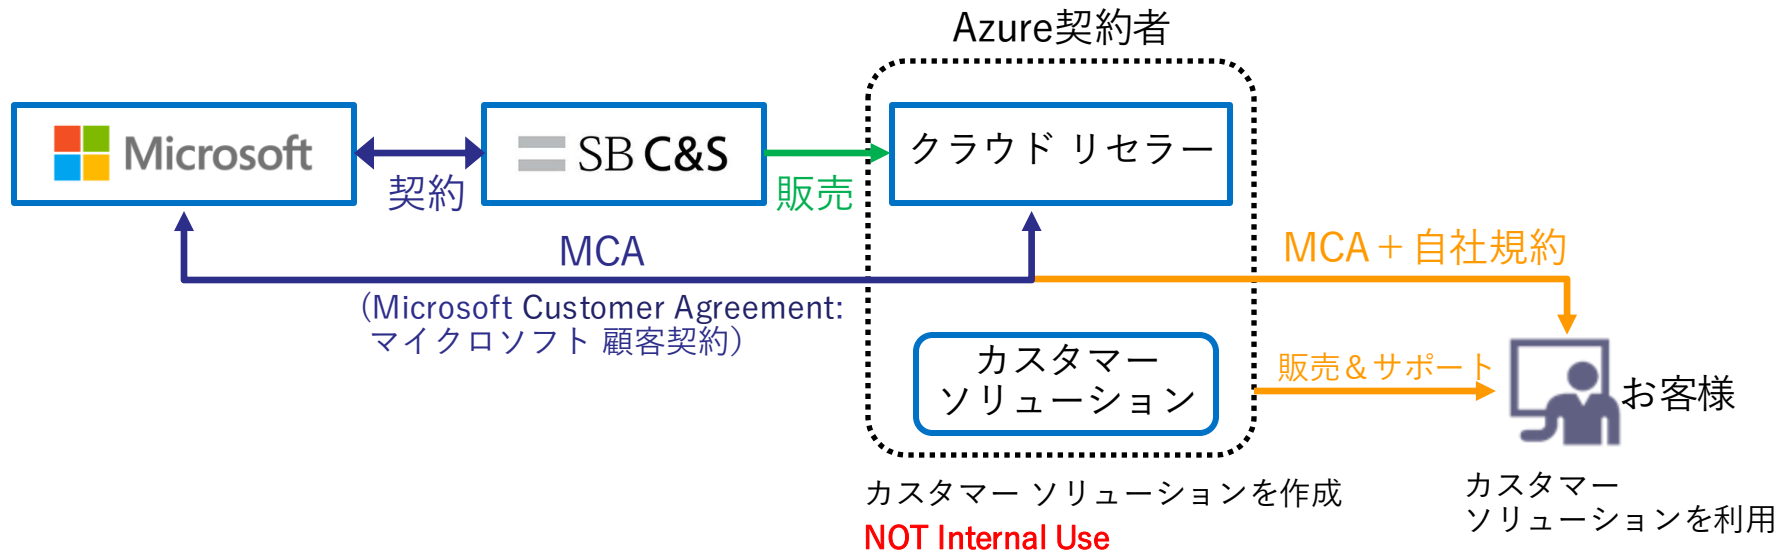 Azure契約者
Microsoft
SB C&S
クラウド リセラー
契約
販売
MCA
(Microsoft Customer Agreement:
マイクロソフト 顧客契約)
MCA＋自社規約
カスタマー
ソリューション
販売＆サポート
お客様
カスタマー ソリューションを作成
NOT Internal Use
カスタマー
ソリューションを利用